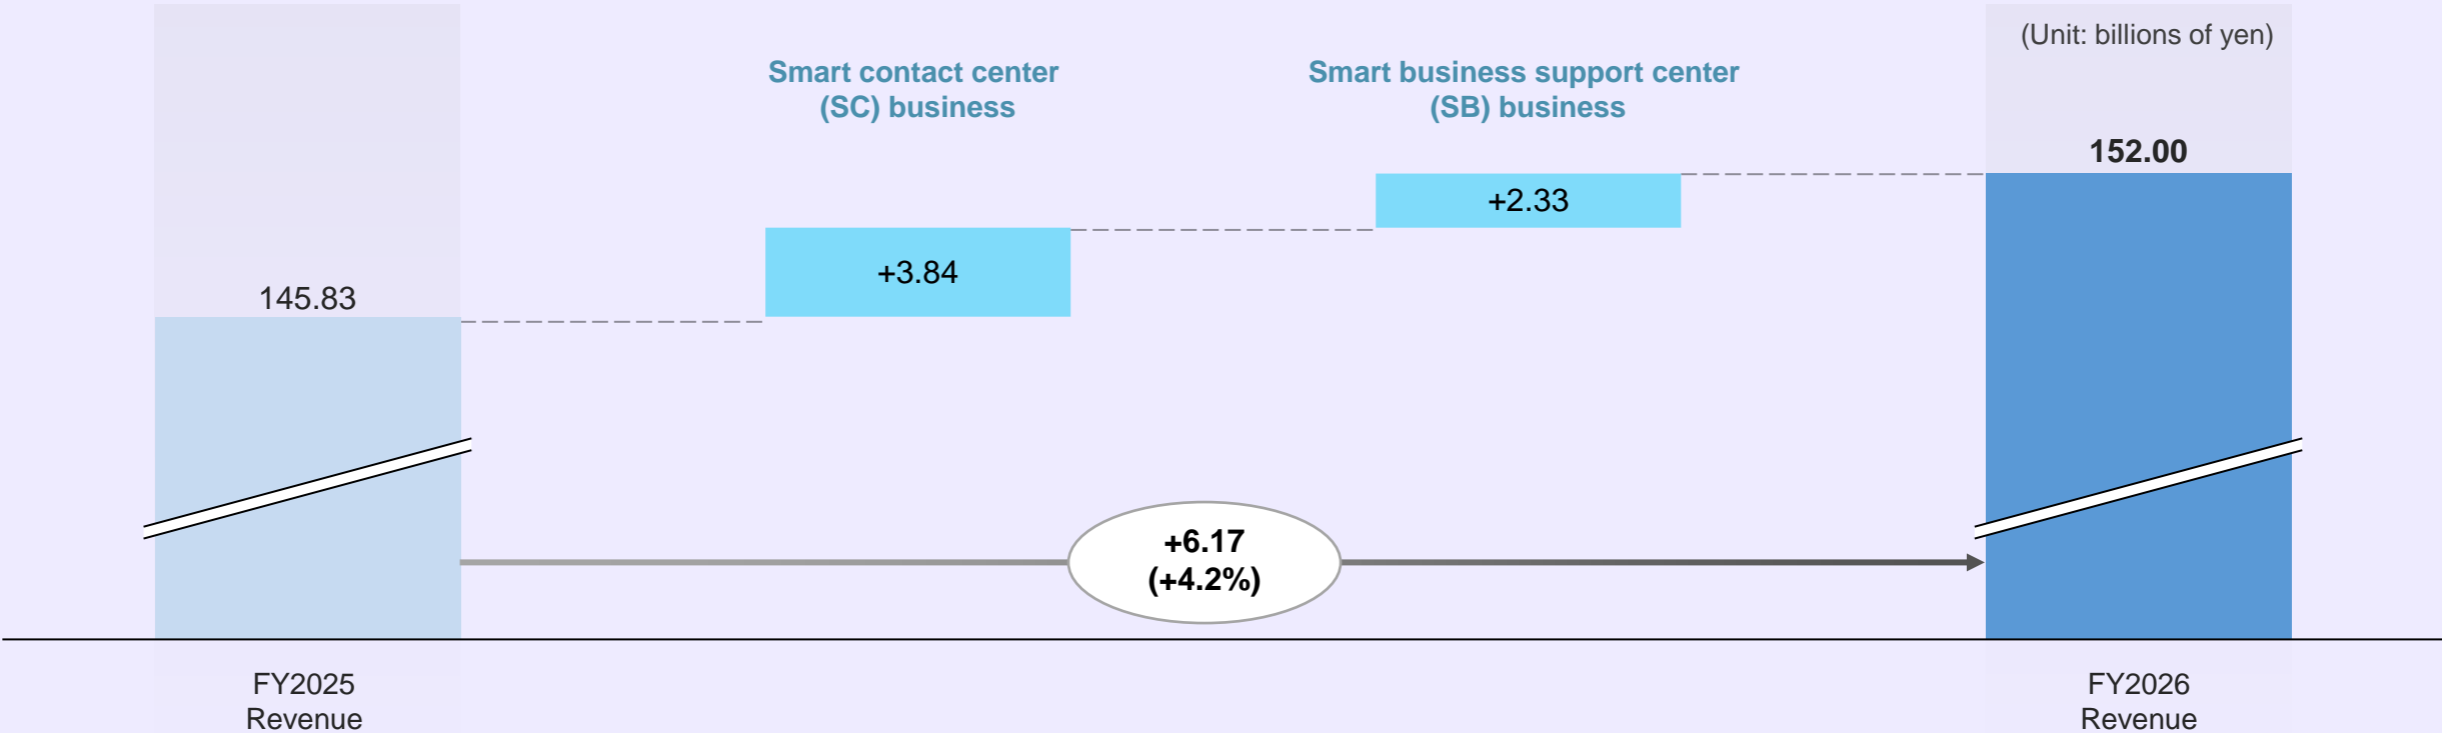 (Unit: billions of yen)
Smart contact center
(SC) business
Smart business support center
(SB) business
152.00
+2.33
+3.84
145.83
+6.17
(+4.2%)
FY2025
Revenue
FY2026
Revenue